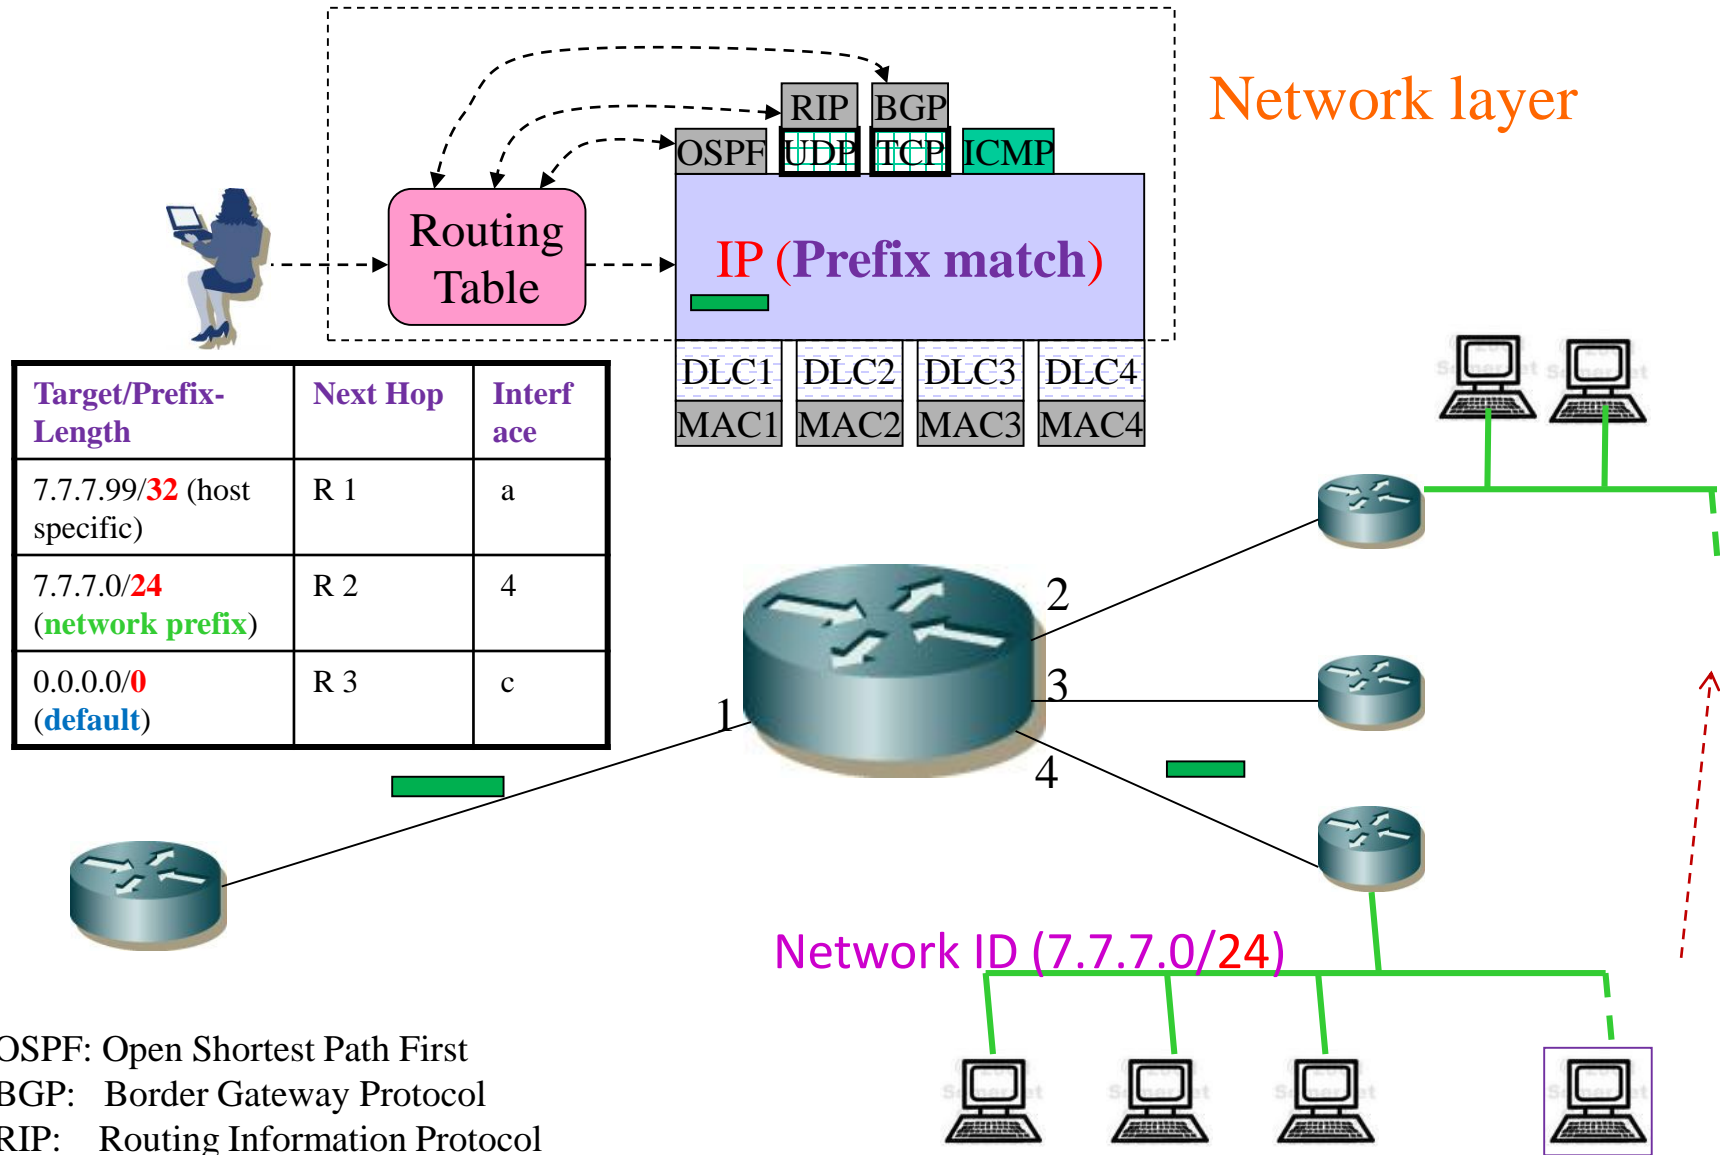 Network layer
RIP BGP
OSPF UDP TCP ICMP
Routing
Table
IP (Prefix match)
DLC1 DLC2 DLC3 DLC4
MAC1 MAC2 MAC3 MAC4
Target/Prefix- Next Hop Interf
Length ace
7.7.7.99/32 (host R 1 a
specific)
7.7.7.0/24 R 2 4
(network prefix)
0.0.0.0/0 R 3 c
(default)
1
2
3
4
Network ID (7.7.7.0/24)
OSPF: Open Shortest Path First
BGP: Border Gateway Protocol
RIP: Routing Information Protocol